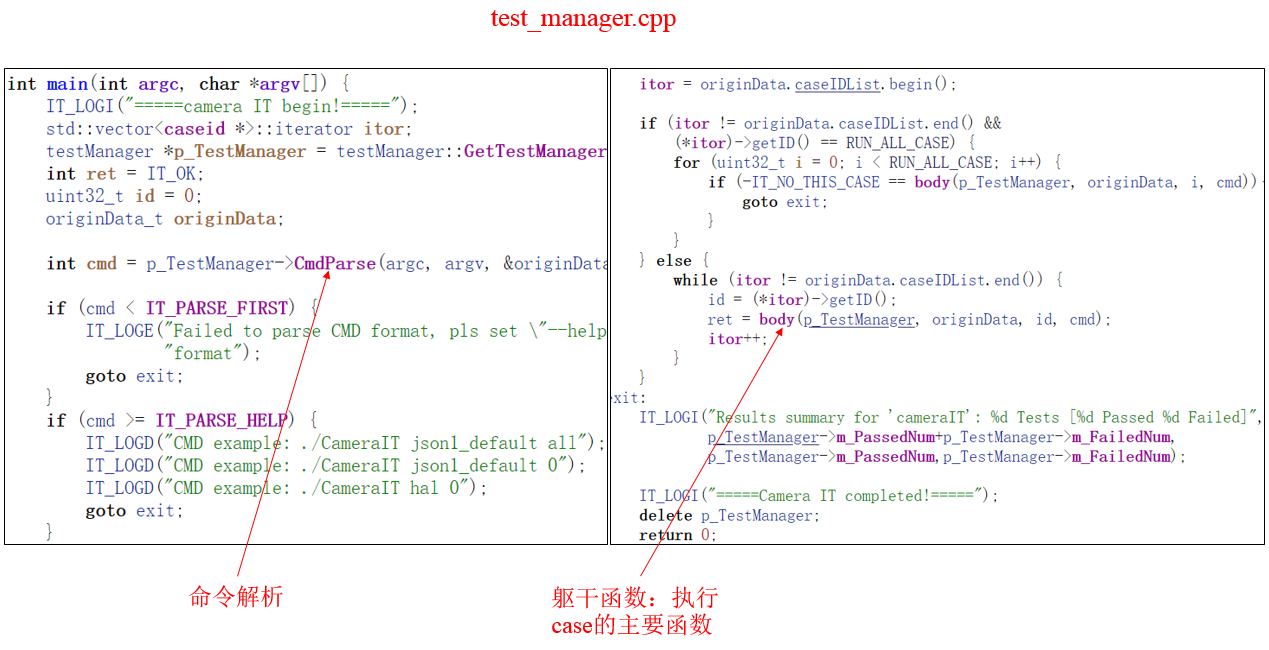 test_manager.cpp
int main(int argc, char *argv[]) {
IT_LOGI("=====camera IT begin!=====");
std::vector<caseid *>::iterator itor;
testManager *p_TestManager = testManager::GetTestManager
int ret = IT_OK;
uint32_t id = 0;
originData_t originData;
int cmd = p_TestManager->CmdParse(argc, argv, &originData
if (cmd < IT_PARSE_FIRST) {
IT_LOGE("Failed to parse CMD format, pls set \"--help
"format");
goto exit;
}
if (cmd >= IT_PARSE_HELP) {
IT_LOGD("CMD example: ./CameraIT json1_default all");
IT_LOGD("CMD example: ./CameraIT json1_default 0");
IT_LOGD("CMD example: ./CameraIT hal 0");
goto exit;
}
itor = originData.caseIDList.begin();
if (itor != originData.caseIDList.end() &&
(*itor)->getID() == RUN_ALL_CASE) {
for (uint32_t i = 0; i < RUN_ALL_CASE; i++) {
if (-IT_NO_THIS_CASE == body(p_TestManager, originData, i, cmd))
goto exit;
}
}
} else {
while (itor != originData.caseIDList.end()) {
id = (*itor)->getID();
ret = body(p_TestManager, originData, id, cmd);
itor++;
}
}
xit:
IT_LOGI("Results summary for 'cameraIT': %d Tests [%d Passed %d Failed]",
p_TestManager->m_PassedNum+p_TestManager->m_FailedNum,
p_TestManager->m_PassedNum,p_TestManager->m_FailedNum);
IT_LOGI("=====Camera IT completed!=====");
delete p_TestManager;
return 0;
命令解析
躯干函数：执行
case的主要函数